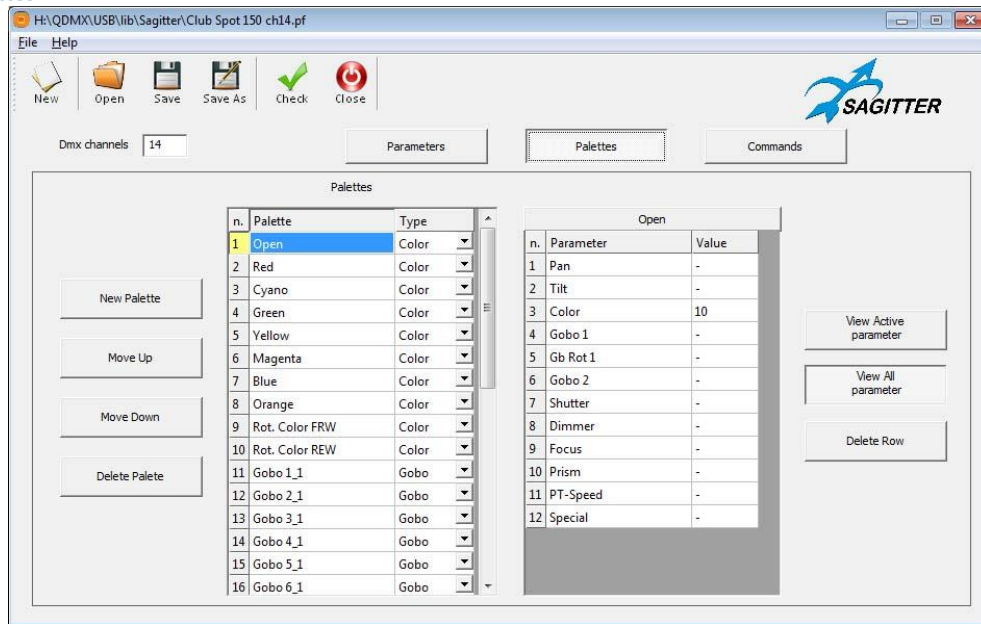 H:\QDMX\USB\lib\Sagitter\Club Spot 150 ch14.pf
File Help
New Open Save Save As Check Close
SAGITTER
Dmx channels 14 Parameters Palettes Commands
Palettes
n. Palette Type
1 Open Color
2 Red Color
3 Cyano Color
4 Green Color
5 Yellow Color
6 Magenta Color
7 Blue Color
8 Orange Color
9 Rot. Color FRW Color
10 Rot. Color REW Color
11 Gobo 1_1 Gobo
12 Gobo 2_1 Gobo
13 Gobo 3_1 Gobo
14 Gobo 4_1 Gobo
15 Gobo 5_1 Gobo
16 Gobo 6_1 Gobo
New Palette
Move Up
Move Down
Delete Palete
Open
n. Parameter Value
1 Pan -
2 Tilt -
3 Color 10
4 Gobo 1 -
5 Gb Rot 1 -
6 Gobo 2 -
7 Shutter -
8 Dimmer -
9 Focus -
10 Prism -
11 PT-Speed -
12 Special -
View Active
parameter
View All
parameter
Delete Row